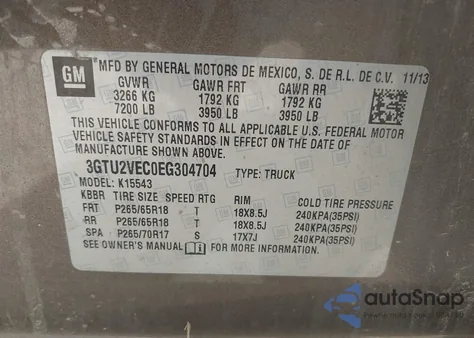 GM
MFD BY GENERAL MOTORS DE MEXICO, S. DE R.L. DE C.V. 11/13
GVWR GAWR FRT GAWR RR
3266 KG 1792 KG 1792 KG
7200 LB 3950 LB 3950 LB
THIS VEHICLE CONFORMS TO ALL APPLICABLE U.S. FEDERAL MOTOR
VEHICLE SAFETY STANDARDS IN EFFECT ON THE DATE OF
MANUFACTURE SHOWN ABOVE.
3GTU2VEC0EG304704 TYPE: TRUCK
MODEL: K15543
KBBR TIRE SIZE SPEED RTG RIM COLD TIRE PRESSURE
FRT P265/65R18 T 18X8.5J 240KPA(35PSI)
RR P265/65R18 T 18X8.5J 240KPA(35PSI)
SPA P265/70R17 S 17X7J 240KPA(35PSI)
SEE OWNER'S MANUAL FOR MORE INFORMATION.
autoSnap